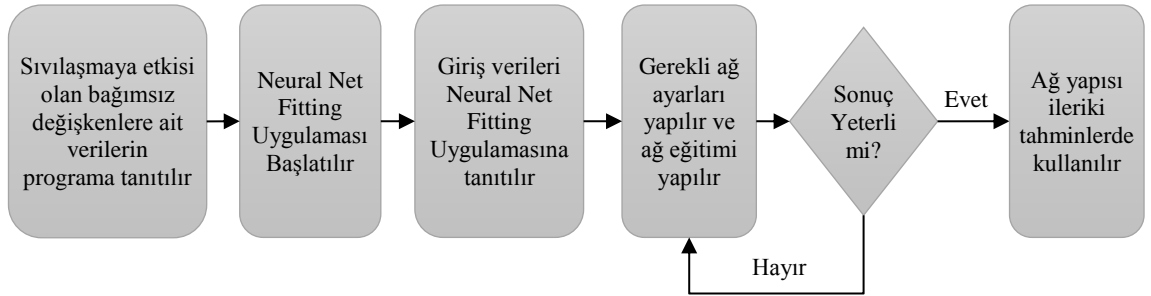 Sıvılaşmaya etkisi
olan bağımsız
değişkenlere ait
verilerin
programa tanıtılır
Neural Net
Fitting
Uygulaması
Başlatılır
Giriş verileri
Neural Net
Fitting
Uygulamasına
tanıtılır
Gerekli ağ
ayarları
yapılır ve
ağ eğitimi
yapılır
Sonuç
Yeterli
mi?
Evet
Ağ yapısı
ileriki
tahminlerde
kullanılır
Hayır